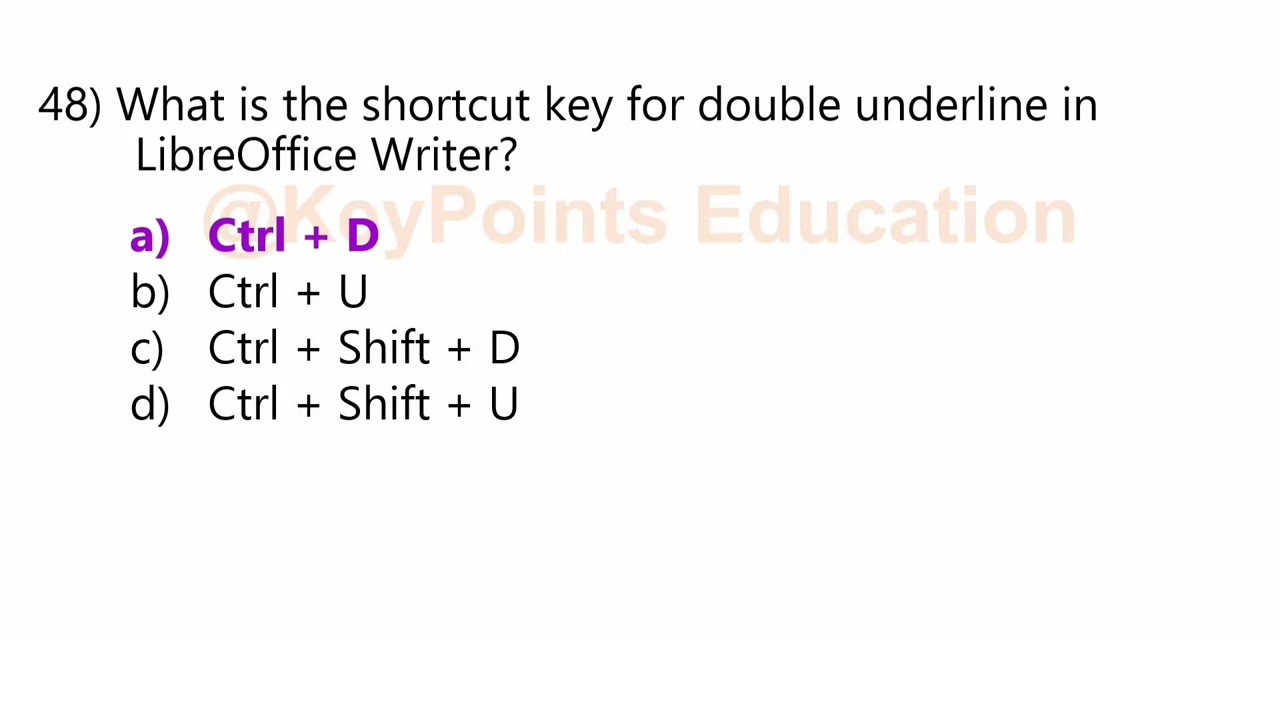 48) What is the shortcut key for double underline in
LibreOffice Writer?
@KeyPoints Education
a) Ctrl + D
b) Ctrl + U
c) Ctrl + Shift + D
d) Ctrl + Shift + U